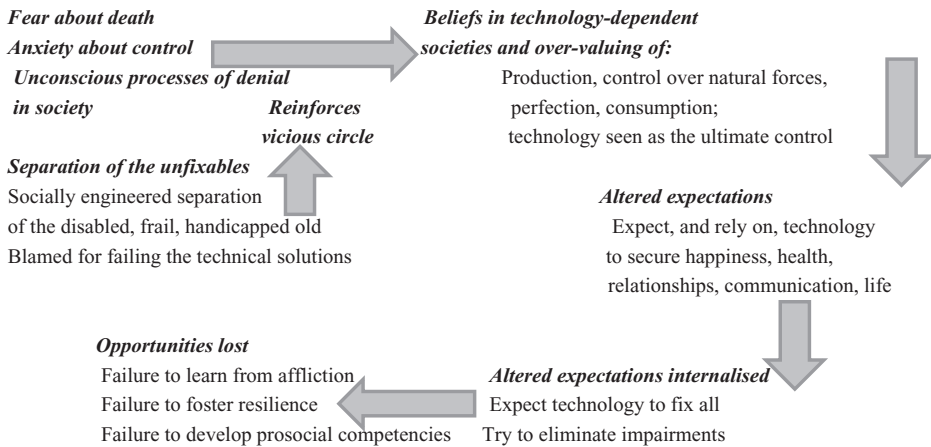 Fear about death
Anxiety about control
Unconscious processes of denial
in society
Reinforces
vicious circle
Beliefs in technology-dependent
societies and over-valuing of:
Production, control over natural forces,
perfection, consumption;
technology seen as the ultimate control
Separation of the unfixables
Socially engineered separation
of the disabled, frail, handicapped old
Blamed for failing the technical solutions
Altered expectations
Expect, and rely on, technology
to secure happiness, health,
relationships, communication, life
Opportunities lost
Failure to learn from affliction
Failure to foster resilience
Failure to develop prosocial competencies
Altered expectations internalised
Expect technology to fix all
Try to eliminate impairments